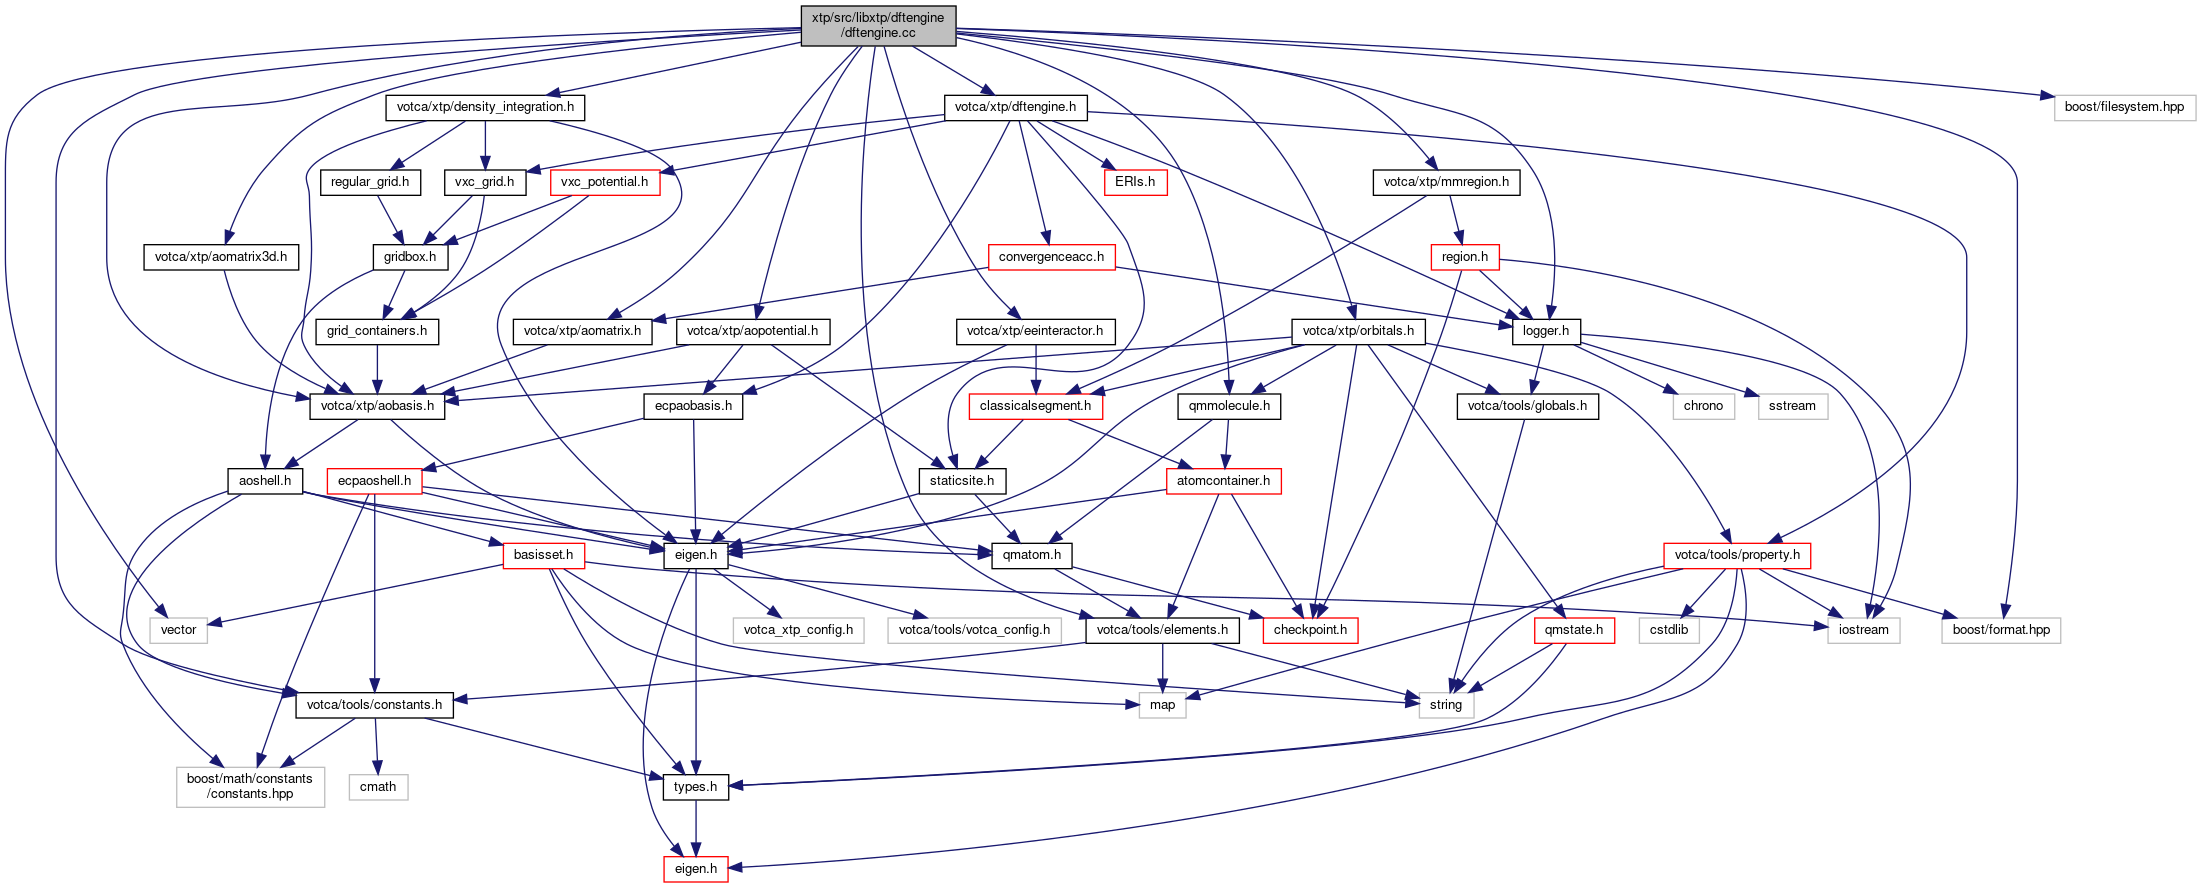 xtp/src/libxtp/dftengine
/dftengine.cc
votca/xtp/density_integration.h
votca/xtp/dftengine.h
boost/filesystem.hpp
regular_grid.h
vxc_grid.h
vxc_potential.h
ERIs.h
votca/xtp/mmregion.h
votca/xtp/aomatrix3d.h
gridbox.h
convergenceacc.h
region.h
grid_containers.h
votca/xtp/aomatrix.h
votca/xtp/aopotential.h
votca/xtp/eeinteractor.h
votca/xtp/orbitals.h
logger.h
votca/xtp/aobasis.h
ecpaobasis.h
classicalsegment.h
qmmolecule.h
votca/tools/globals.h
chrono
sstream
aoshell.h
ecpaoshell.h
staticsite.h
atomcontainer.h
basisset.h
eigen.h
qmatom.h
votca/tools/property.h
vector
votca_xtp_config.h
votca/tools/votca_config.h
votca/tools/elements.h
checkpoint.h
qmstate.h
cstdlib
iostream
boost/format.hpp
votca/tools/constants.h
map
string
boost/math/constants
/constants.hpp
cmath
types.h
eigen.h